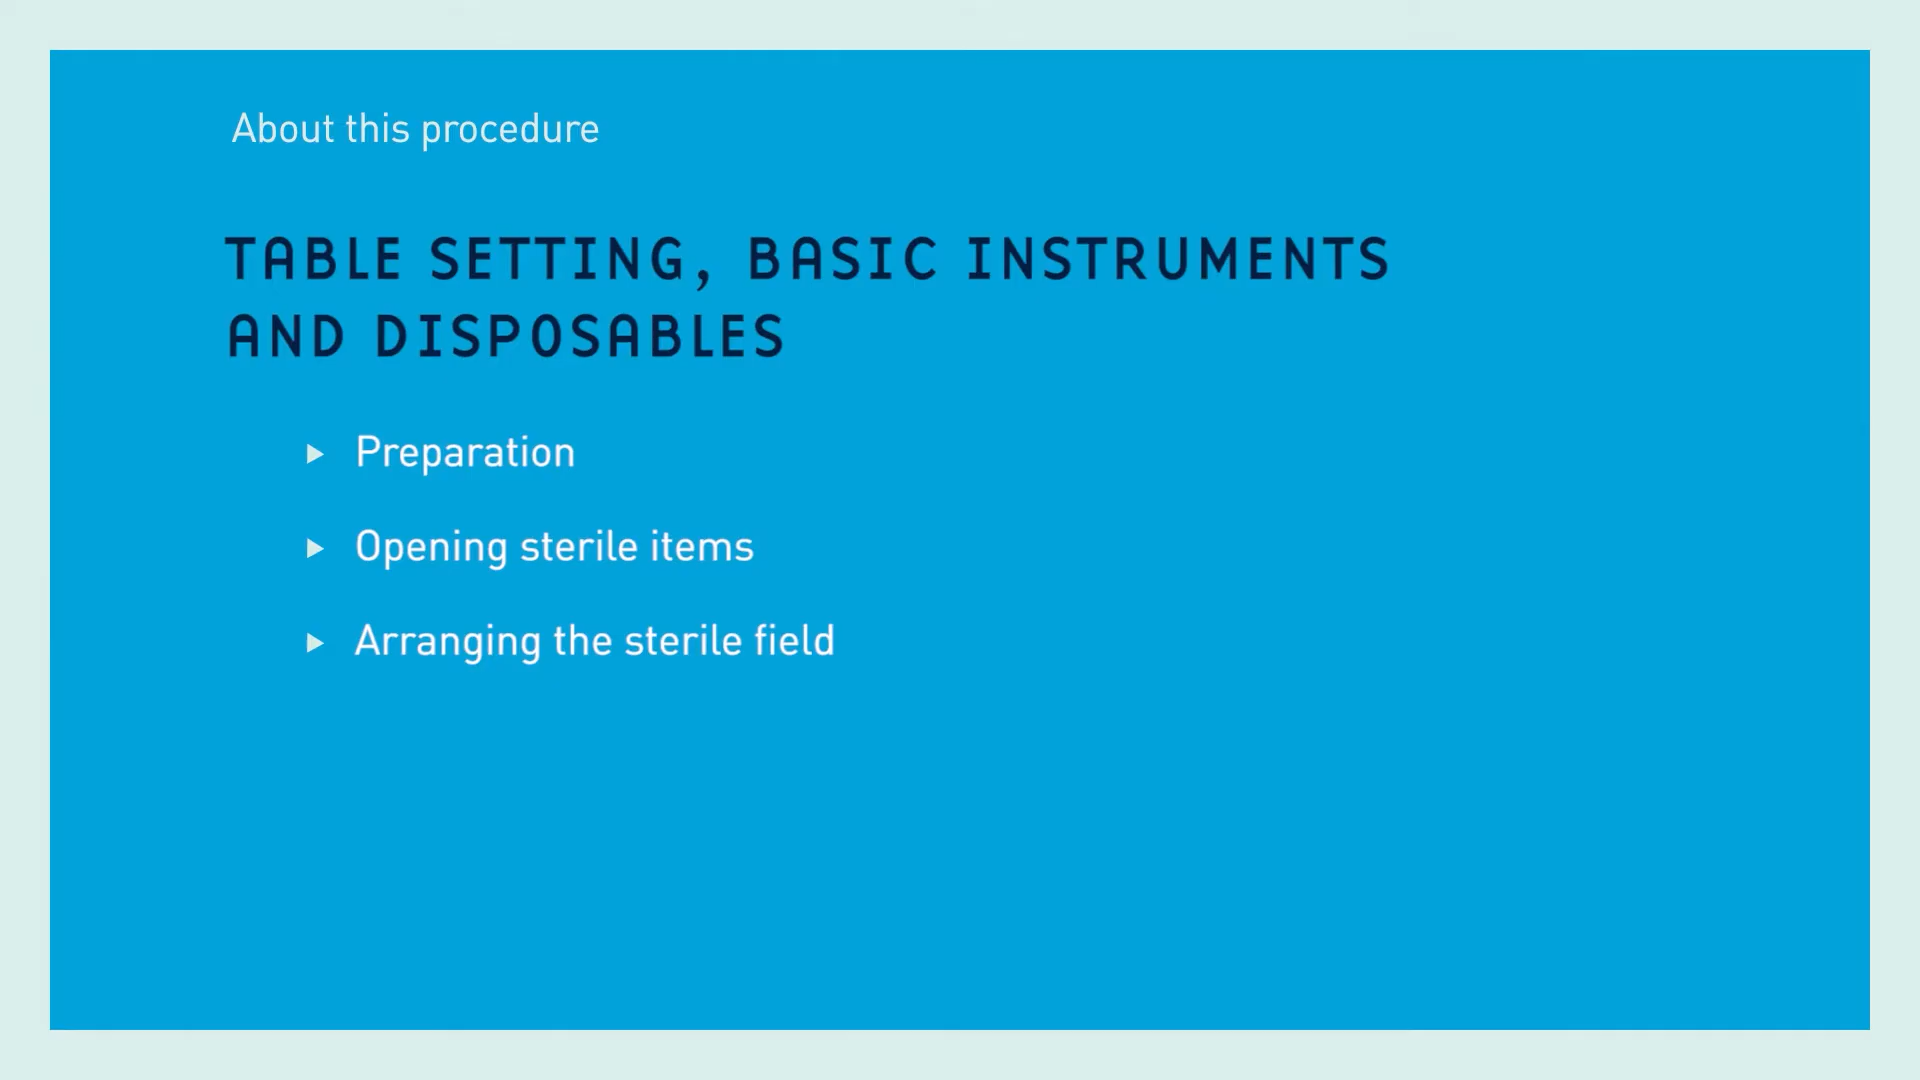 About this procedure
TABLE SETTING, BASIC INSTRUMENTS
AND DISPOSABLES
Preparation
Opening sterile items
Arranging the sterile field